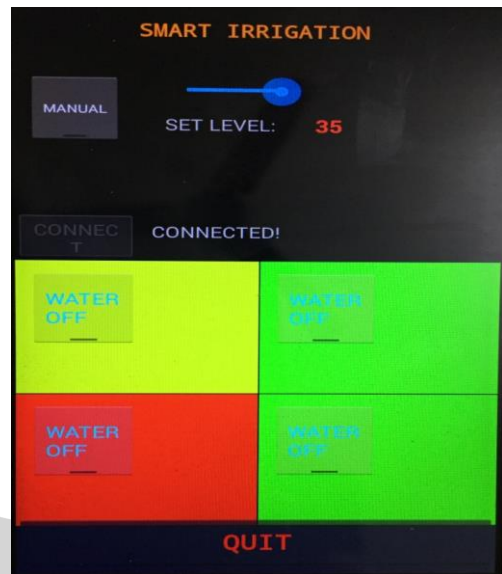 SMART IRRIGATION
MANUAL
SET LEVEL: 35
CONNEC
T
CONNECTED!
WATER
OFF
WATER
OFF
WATER
OFF
WATER
OFF
QUIT